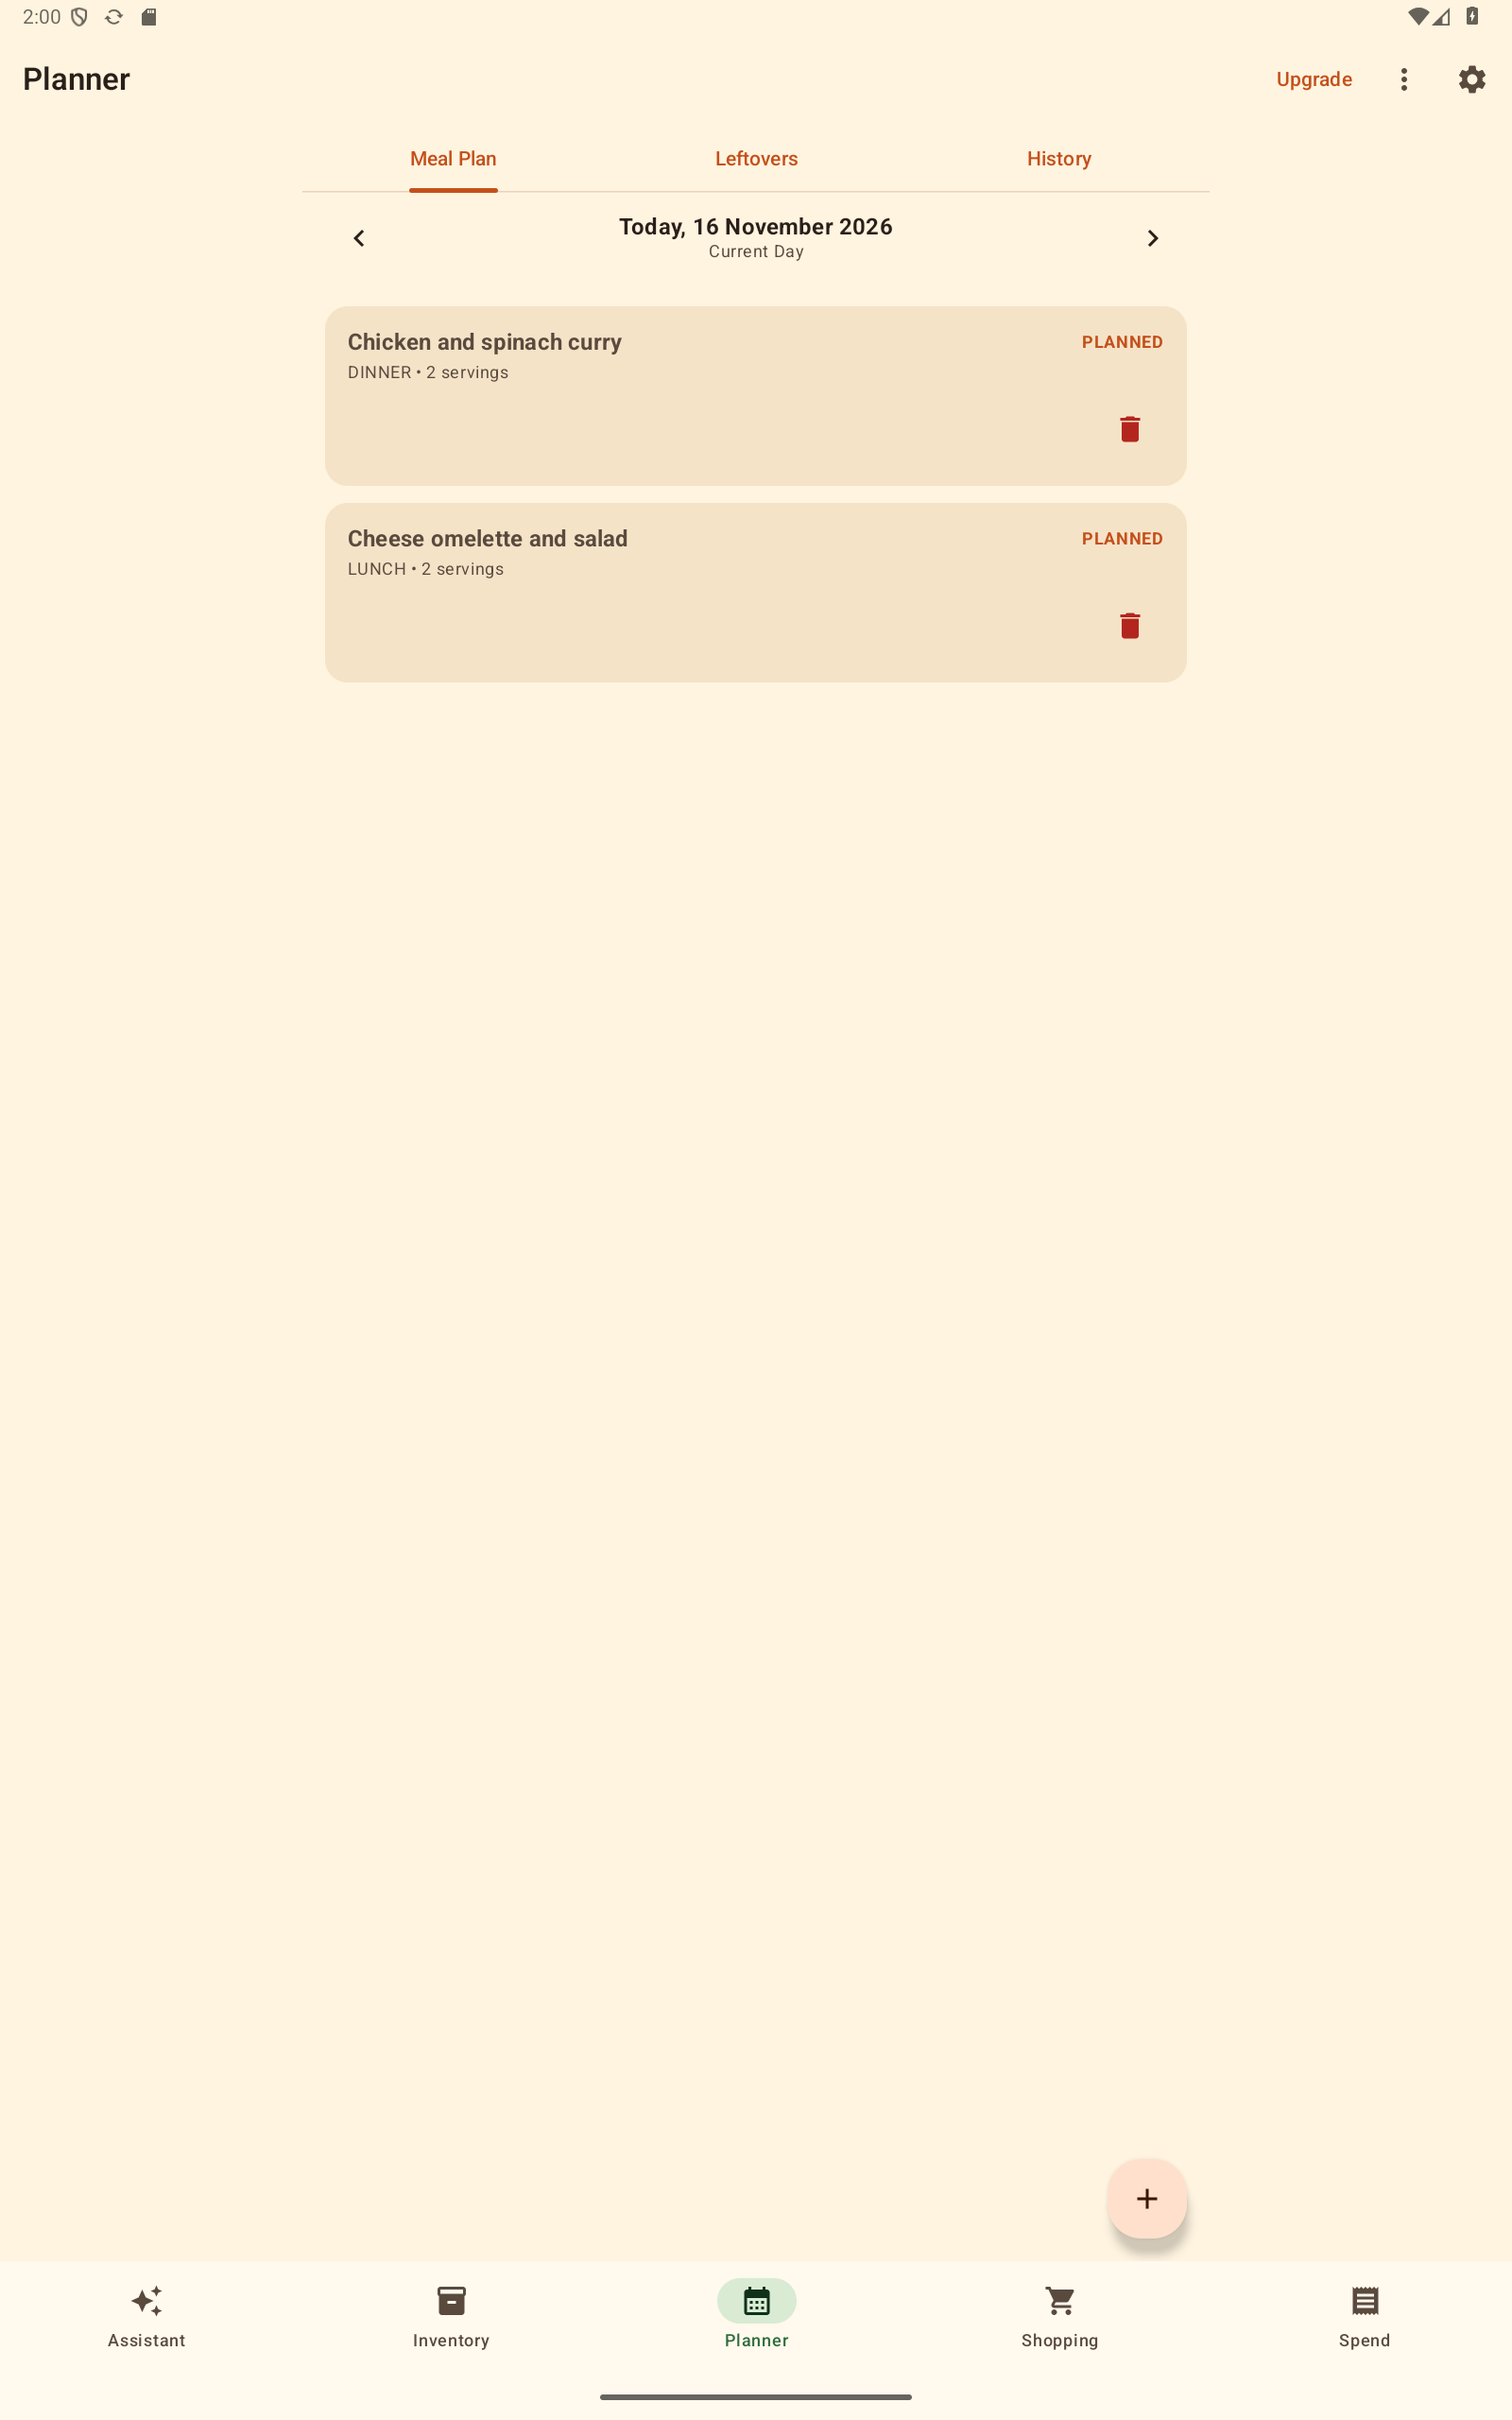 2:00
Planner
Upgrade
Meal Plan
Leftovers
History
Today, 16 November 2026
Current Day
Chicken and spinach curry
PLANNED
DINNER • 2 servings
Cheese omelette and salad
PLANNED
LUNCH • 2 servings
Assistant
Inventory
Planner
Shopping
Spend